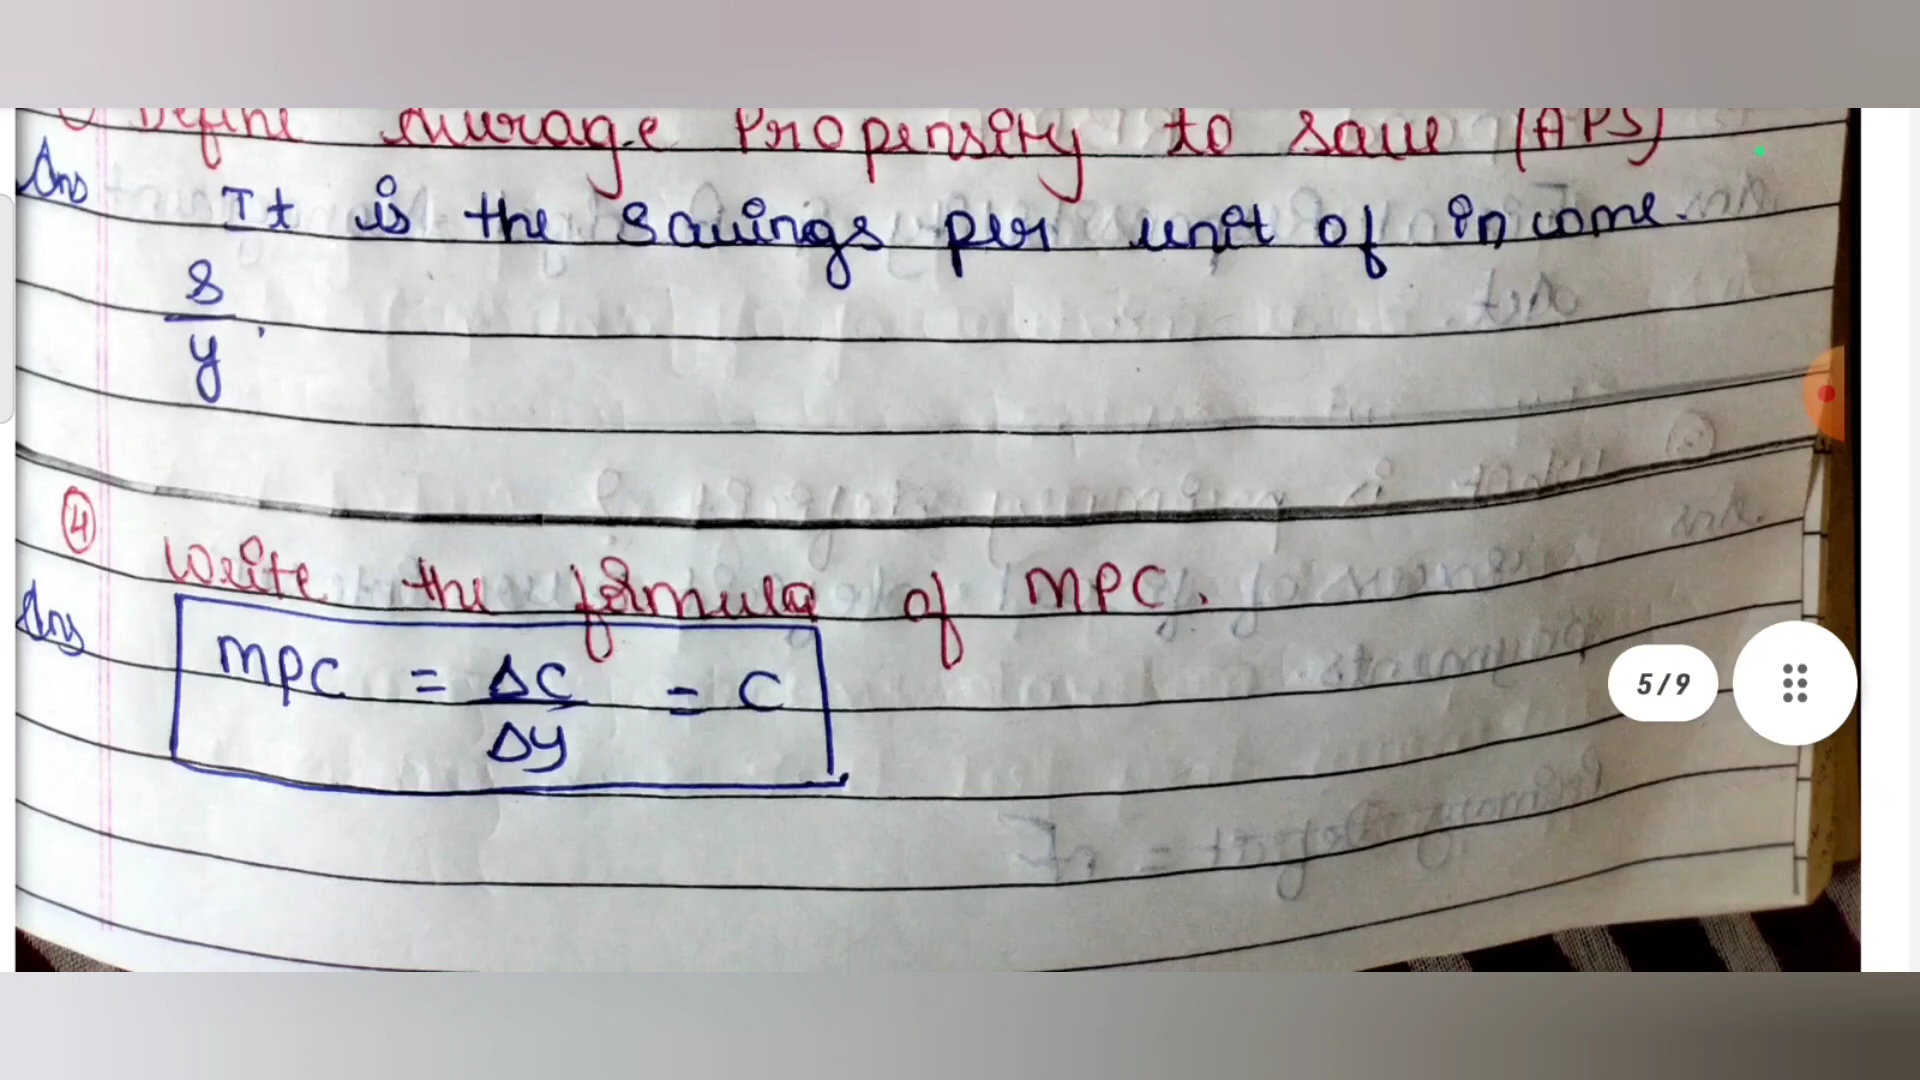 Define Average Propensity to save (APS)
Ans It is the savings per unit of income.
S
y
④ Write the formula of MPC.
Ans MPC = ΔC = C
Δy
5/9